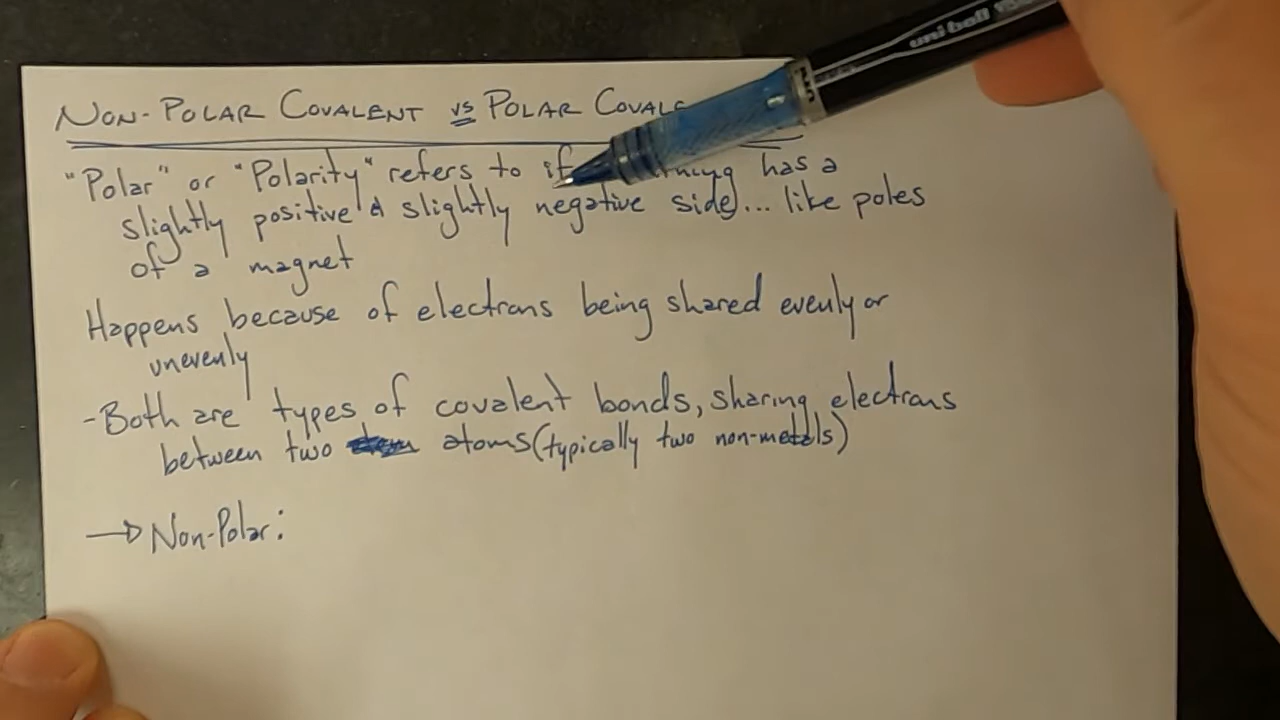 NON-POLAR COVALENT vs POLAR
"Polar" or "Polarity" refers to if has a
slightly positive & slightly negative side... like poles
of a magnet
Happens because of electrons being shared evenly or
unevenly
-Both are types of covalent bonds, sharing electrons
between two atoms (typically two non-metals)
→ Non-Polar:
uni-ball